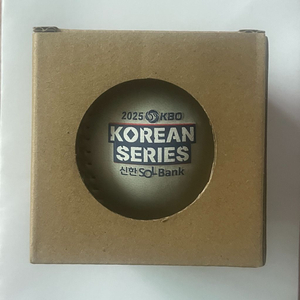 2025 KBO
KOREAN
SERIES
신한 SOL Bank